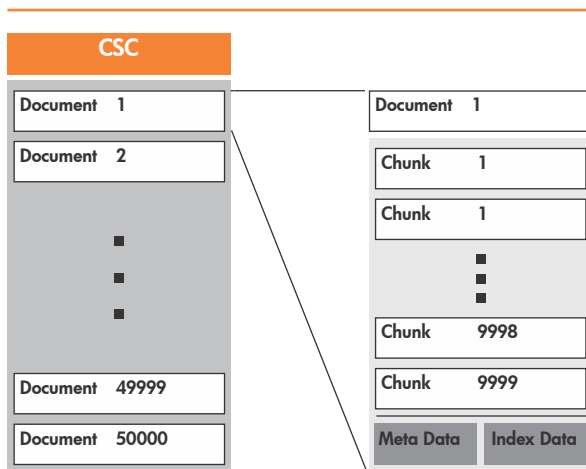 CSC
Document 1
Document 2
Document 49999
Document 50000
Document 1
Chunk 1
Chunk 1
Chunk 9998
Chunk 9999
Meta Data
Index Data